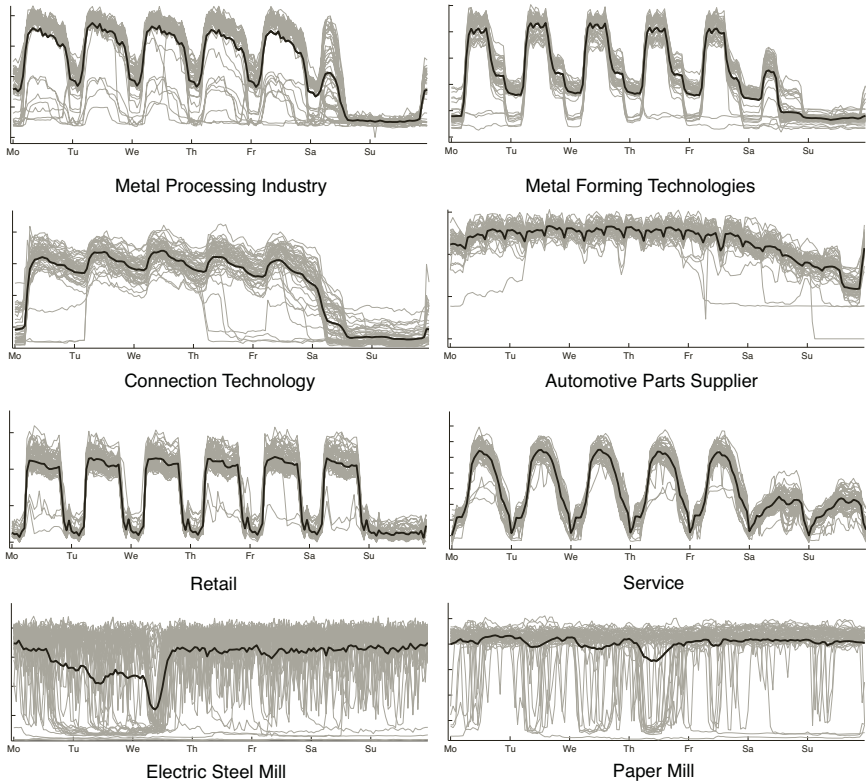 Mo Tu We Th Fr Sa Su
Mo Tu We Th Fr Sa Su
Metal Processing Industry
Metal Forming Technologies
Mo Tu We Th Fr Sa Su
Mo Tu We Th Fr Sa Su
Connection Technology
Automotive Parts Supplier
Mo Tu We Th Fr Sa Su
Mo Tu We Th Fr Sa Su
Retail
Service
Mo Tu We Th Fr Sa Su
Mo Tu We Th Fr Sa Su
Electric Steel Mill
Paper Mill